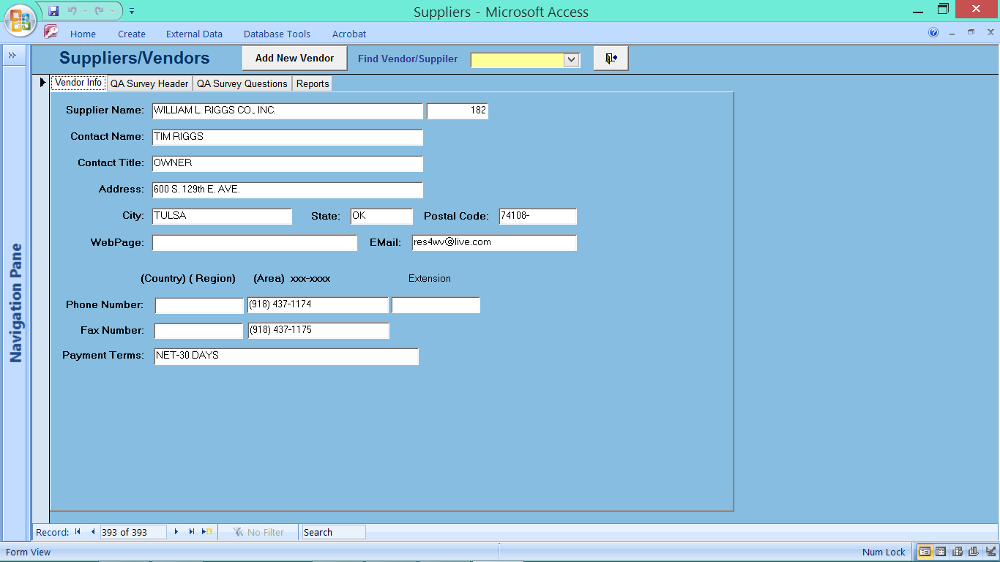 Suppliers - Microsoft Access
Home Create External Data Database Tools Acrobat
Suppliers/Vendors Add New Vendor Find Vendor/Suppiler
Vendor Info QA Survey Header QA Survey Questions Reports
Supplier Name: WILLIAM L. RIGGS CO., INC. 182
Contact Name: TIM RIGGS
Contact Title: OWNER
Address: 600 S. 129th E. AVE.
City: TULSA State: OK Postal Code: 74108-
WebPage: EMail: res4wv@live.com
(Country) ( Region) (Area) xxx-xxxx Extension
Phone Number: (918) 437-1174
Fax Number: (918) 437-1175
Payment Terms: NET-30 DAYS
Navigation Pane
Record: 393 of 393 No Filter Search
Form View Num Lock